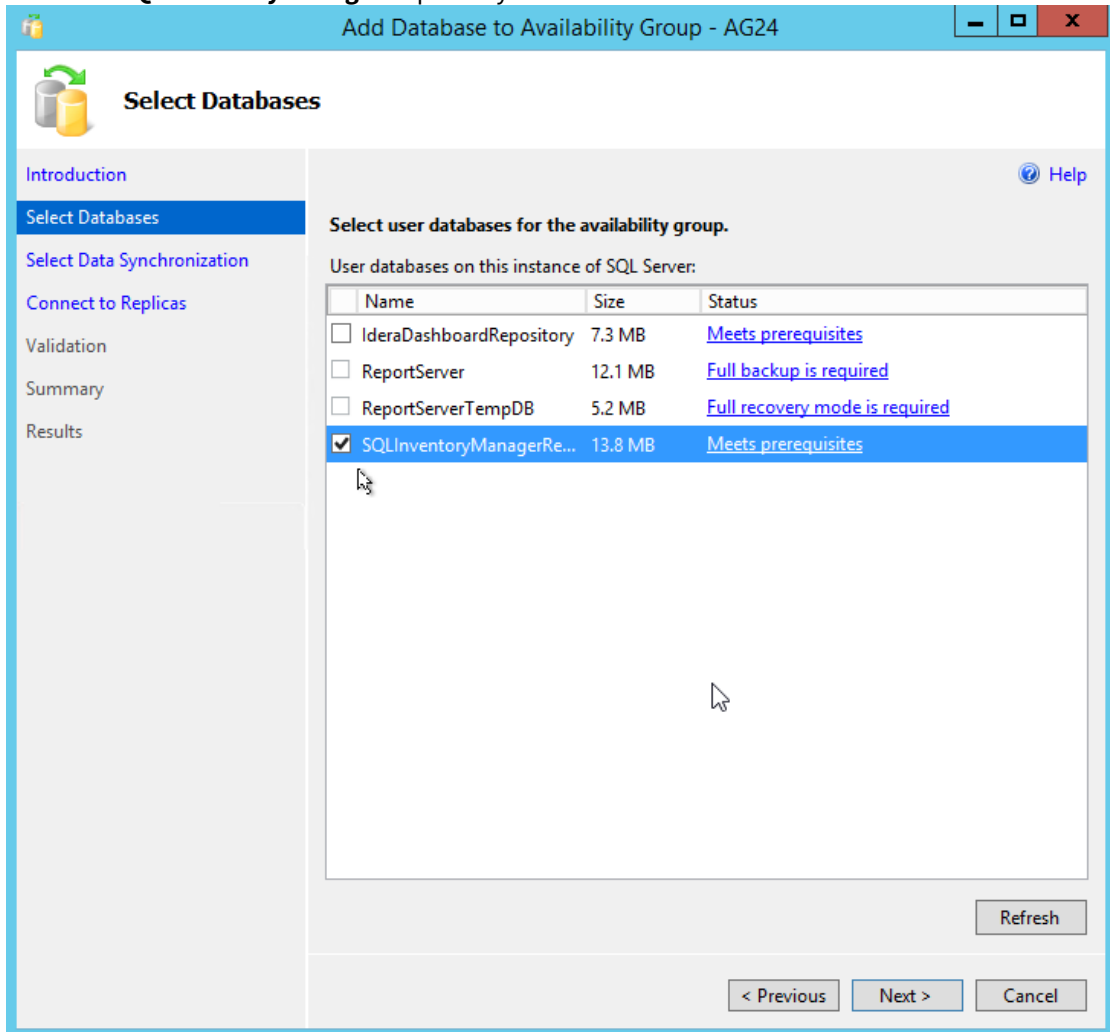 Add Database to Availability Group - AG24
Select Databases
Introduction
Select Databases
Select Data Synchronization
Connect to Replicas
Validation
Summary
Results
Help
Select user databases for the availability group.
User databases on this instance of SQL Server:
Name Size Status
IderaDashboardRepository 7.3 MB Meets prerequisites
ReportServer 12.1 MB Full backup is required
ReportServerTempDB 5.2 MB Full recovery mode is required
SQLInventoryManagerRe... 13.8 MB Meets prerequisites
Refresh
< Previous Next > Cancel